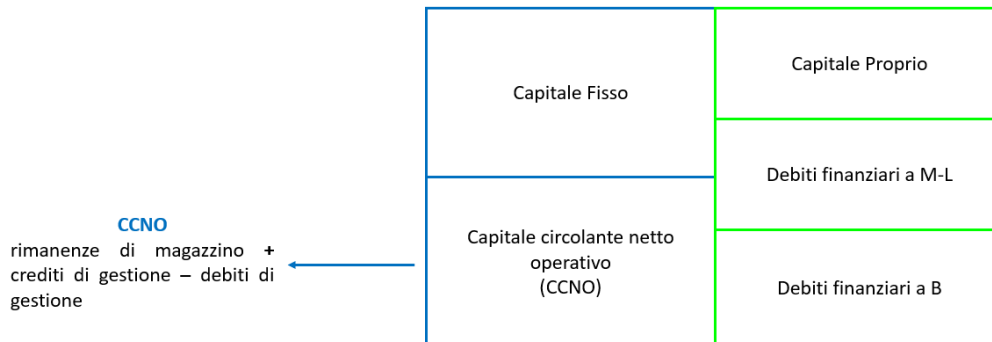 Capitale Fisso
Capitale Proprio
Debiti finanziari a M-L
CCNO
rimanenze di magazzino +
crediti di gestione – debiti di
gestione
Capitale circolante netto
operativo
(CCNO)
Debiti finanziari a B